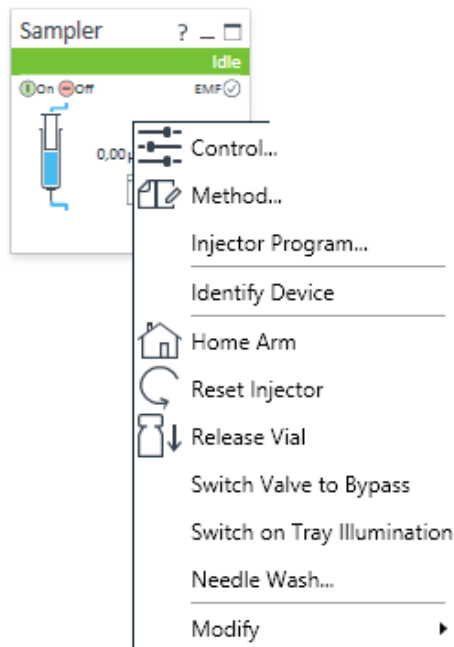 Sampler ?
Idle
On Off EMF
0,00
Control...
Method...
Injector Program...
Identify Device
Home Arm
Reset Injector
Release Vial
Switch Valve to Bypass
Switch on Tray Illumination
Needle Wash...
Modify